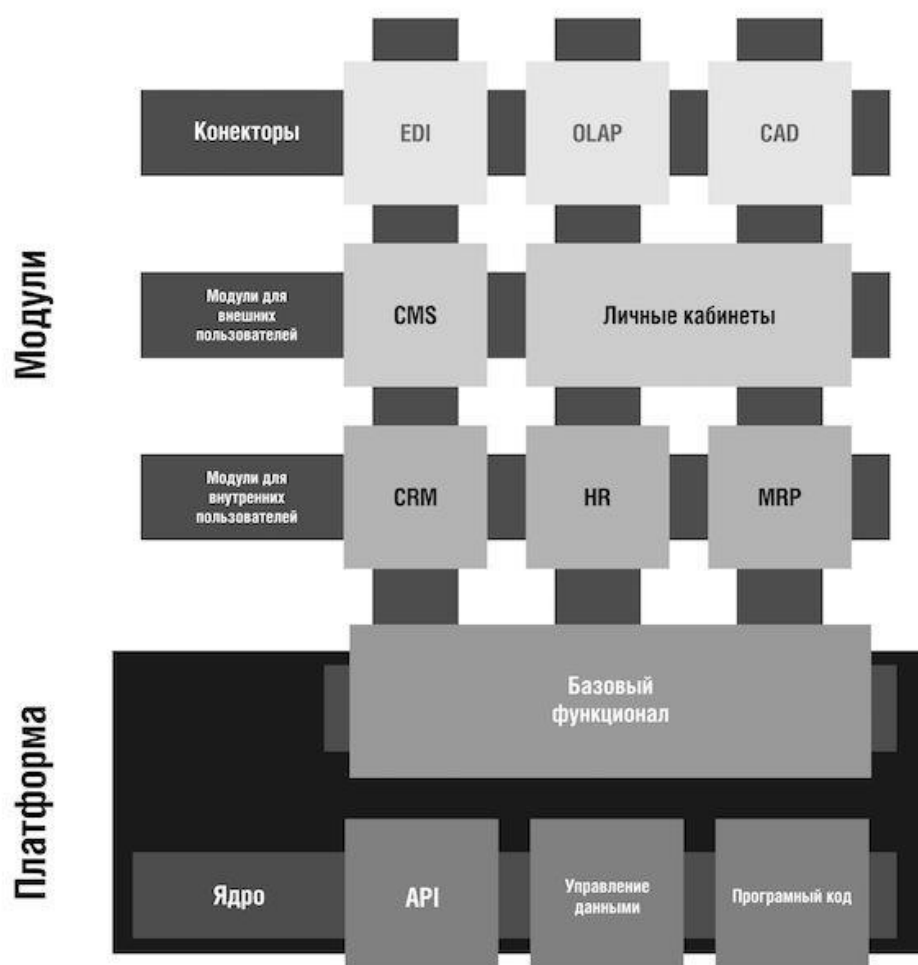 Модули
Конекторы
EDI
OLAP
CAD
Модули для
внешних
пользователей
CMS
Личные кабинеты
Модули для
внутренних
пользователей
CRM
HR
MRP
Платформа
Базовый
функционал
Ядро
API
Управление
данными
Програмный код